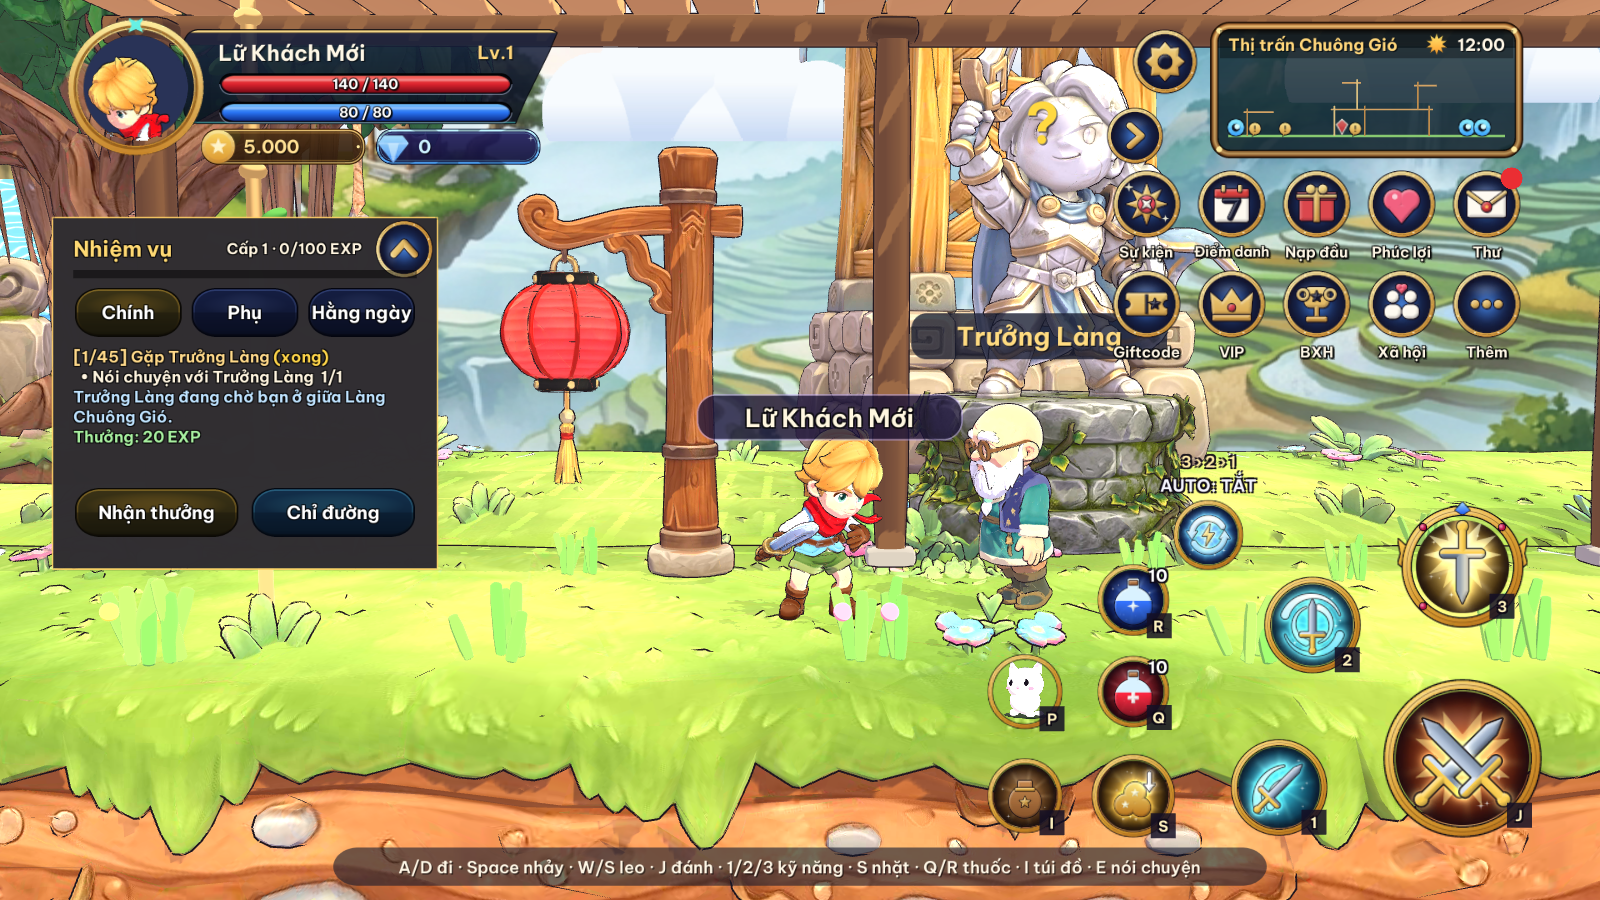 Lữ Khách Mới
Lv.1
140 / 140
80 / 80
5.000
0
Thị trấn Chuông Gió
12:00
Nhiệm vụ
Cấp 1 · 0/100 EXP
Chính
Phụ
Hằng ngày
[1/45] Gặp Trưởng Làng (xong)
• Nói chuyện với Trưởng Làng 1/1
Trưởng Làng đang chờ bạn ở giữa Làng
Chuông Gió.
Thưởng: 20 EXP
Nhận thưởng
Chỉ đường
?
7
Sự kiện
Điểm danh
Nạp đầu
Phúc lợi
Thư
Giftcode
VIP
BXH
Xã hội
Thêm
Trưởng Làng
Lữ Khách Mới
3>2>1
AUTO: TẮT
10
R
10
Q
P
I
S
1
2
3
J
A/D đi · Space nhảy · W/S leo · J đánh · 1/2/3 kỹ năng · S nhặt · Q/R thuốc · I túi đồ · E nói chuyện